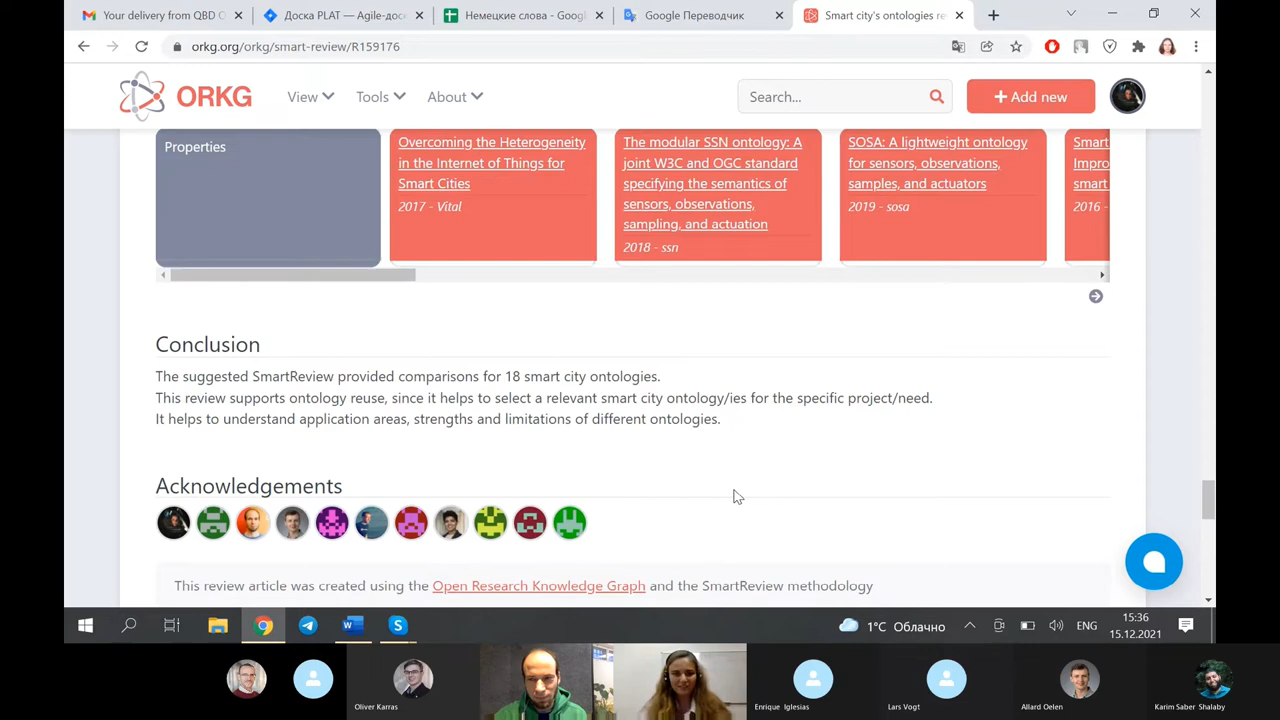 Your delivery from QBD O
Доска PLAT — Agile-дос
Немецкие слова - Googl
Google Переводчик
Smart city's ontologies re
orkg.org/orkg/smart-review/R159176
ORKG
View
Tools
About
Search...
Add new
Properties
Overcoming the Heterogeneity
in the Internet of Things for
Smart Cities
2017 - Vital
The modular SSN ontology: A
joint W3C and OGC standard
specifying the semantics of
sensors, observations,
sampling, and actuation
2018 - ssn
SOSA: A lightweight ontology
for sensors, observations,
samples, and actuators
2019 - sosa
Smart
Impro
smart
2016 -
Conclusion
The suggested SmartReview provided comparisons for 18 smart city ontologies.
This review supports ontology reuse, since it helps to select a relevant smart city ontology/ies for the specific project/need.
It helps to understand application areas, strengths and limitations of different ontologies.
Acknowledgements
This review article was created using the Open Research Knowledge Graph and the SmartReview methodology
1°C Облачно
ENG
15:36
15.12.2021
Oliver Karras
Enrique Iglesias
Lars Vogt
Allard Oelen
Karim Saber Shalaby